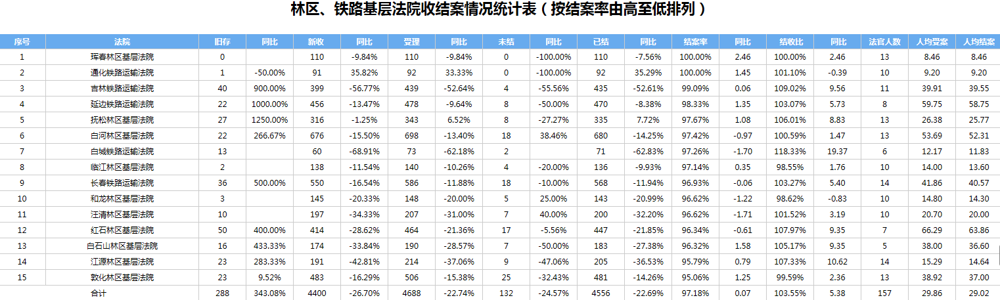 林区、铁路基层法院收结案情况统计表（按结案率由高至低排列）
序号 法院 旧存 同比 新收 同比 受理 同比 未结 同比 已结 同比 结案率 同比 结收比 同比 法官人数 人均受案 人均结案
1 珲春林区基层法院 0 110 -9.84% 110 -9.84% 0 -100.00% 110 -7.56% 100.00% 2.46 100.00% 2.46 13 8.46 8.46
2 通化铁路运输法院 1 -50.00% 91 35.82% 92 33.33% 0 -100.00% 92 35.29% 100.00% 1.45 101.10% -0.39 10 9.20 9.20
3 吉林铁路运输法院 40 900.00% 399 -56.77% 439 -52.64% 4 -55.56% 435 -52.61% 99.09% 0.06 109.02% 9.56 11 39.91 39.55
4 延边铁路运输法院 22 1000.00% 456 -13.47% 478 -9.64% 8 -50.00% 470 -8.38% 98.33% 1.35 103.07% 5.73 8 59.75 58.75
5 抚松林区基层法院 27 1250.00% 316 -1.25% 343 6.52% 8 -27.27% 335 7.72% 97.67% 1.08 106.01% 8.83 13 26.38 25.77
6 白河林区基层法院 22 266.67% 676 -15.50% 698 -13.40% 18 38.46% 680 -14.25% 97.42% -0.97 100.59% 1.47 13 53.69 52.31
7 白城铁路运输法院 13 60 -68.91% 73 -62.18% 2 71 -62.83% 97.26% -1.70 118.33% 19.37 6 12.17 11.83
8 临江林区基层法院 2 138 -11.54% 140 -10.26% 4 -20.00% 136 -9.93% 97.14% 0.35 98.55% 1.76 10 14.00 13.60
9 长春铁路运输法院 36 500.00% 550 -16.54% 586 -11.88% 18 -10.00% 568 -11.94% 96.93% -0.06 103.27% 5.40 14 41.86 40.57
10 和龙林区基层法院 3 145 -20.33% 148 -20.00% 5 25.00% 143 -20.99% 96.62% -1.22 98.62% -0.83 10 14.80 14.30
11 汪清林区基层法院 10 197 -34.33% 207 -31.00% 7 40.00% 200 -32.20% 96.62% -1.71 101.52% 3.19 10 20.70 20.00
12 红石林区基层法院 50 400.00% 414 -28.62% 464 -21.36% 17 -5.56% 447 -21.85% 96.34% -0.61 107.97% 9.35 7 66.29 63.86
13 白石山林区基层法院 16 433.33% 174 -33.84% 190 -28.57% 7 -50.00% 183 -27.38% 96.32% 1.58 105.17% 9.35 5 38.00 36.60
14 江源林区基层法院 23 283.33% 191 -42.81% 214 -37.06% 9 -47.06% 205 -36.53% 95.79% 0.79 107.33% 10.62 14 15.29 14.64
15 敦化林区基层法院 23 9.52% 483 -16.29% 506 -15.38% 25 -32.43% 481 -14.26% 95.06% 1.25 99.59% 2.36 13 38.92 37.00
合计 288 343.08% 4400 -26.70% 4688 -22.74% 132 -24.57% 4556 -22.69% 97.18% 0.07 103.55% 5.38 157 29.86 29.02